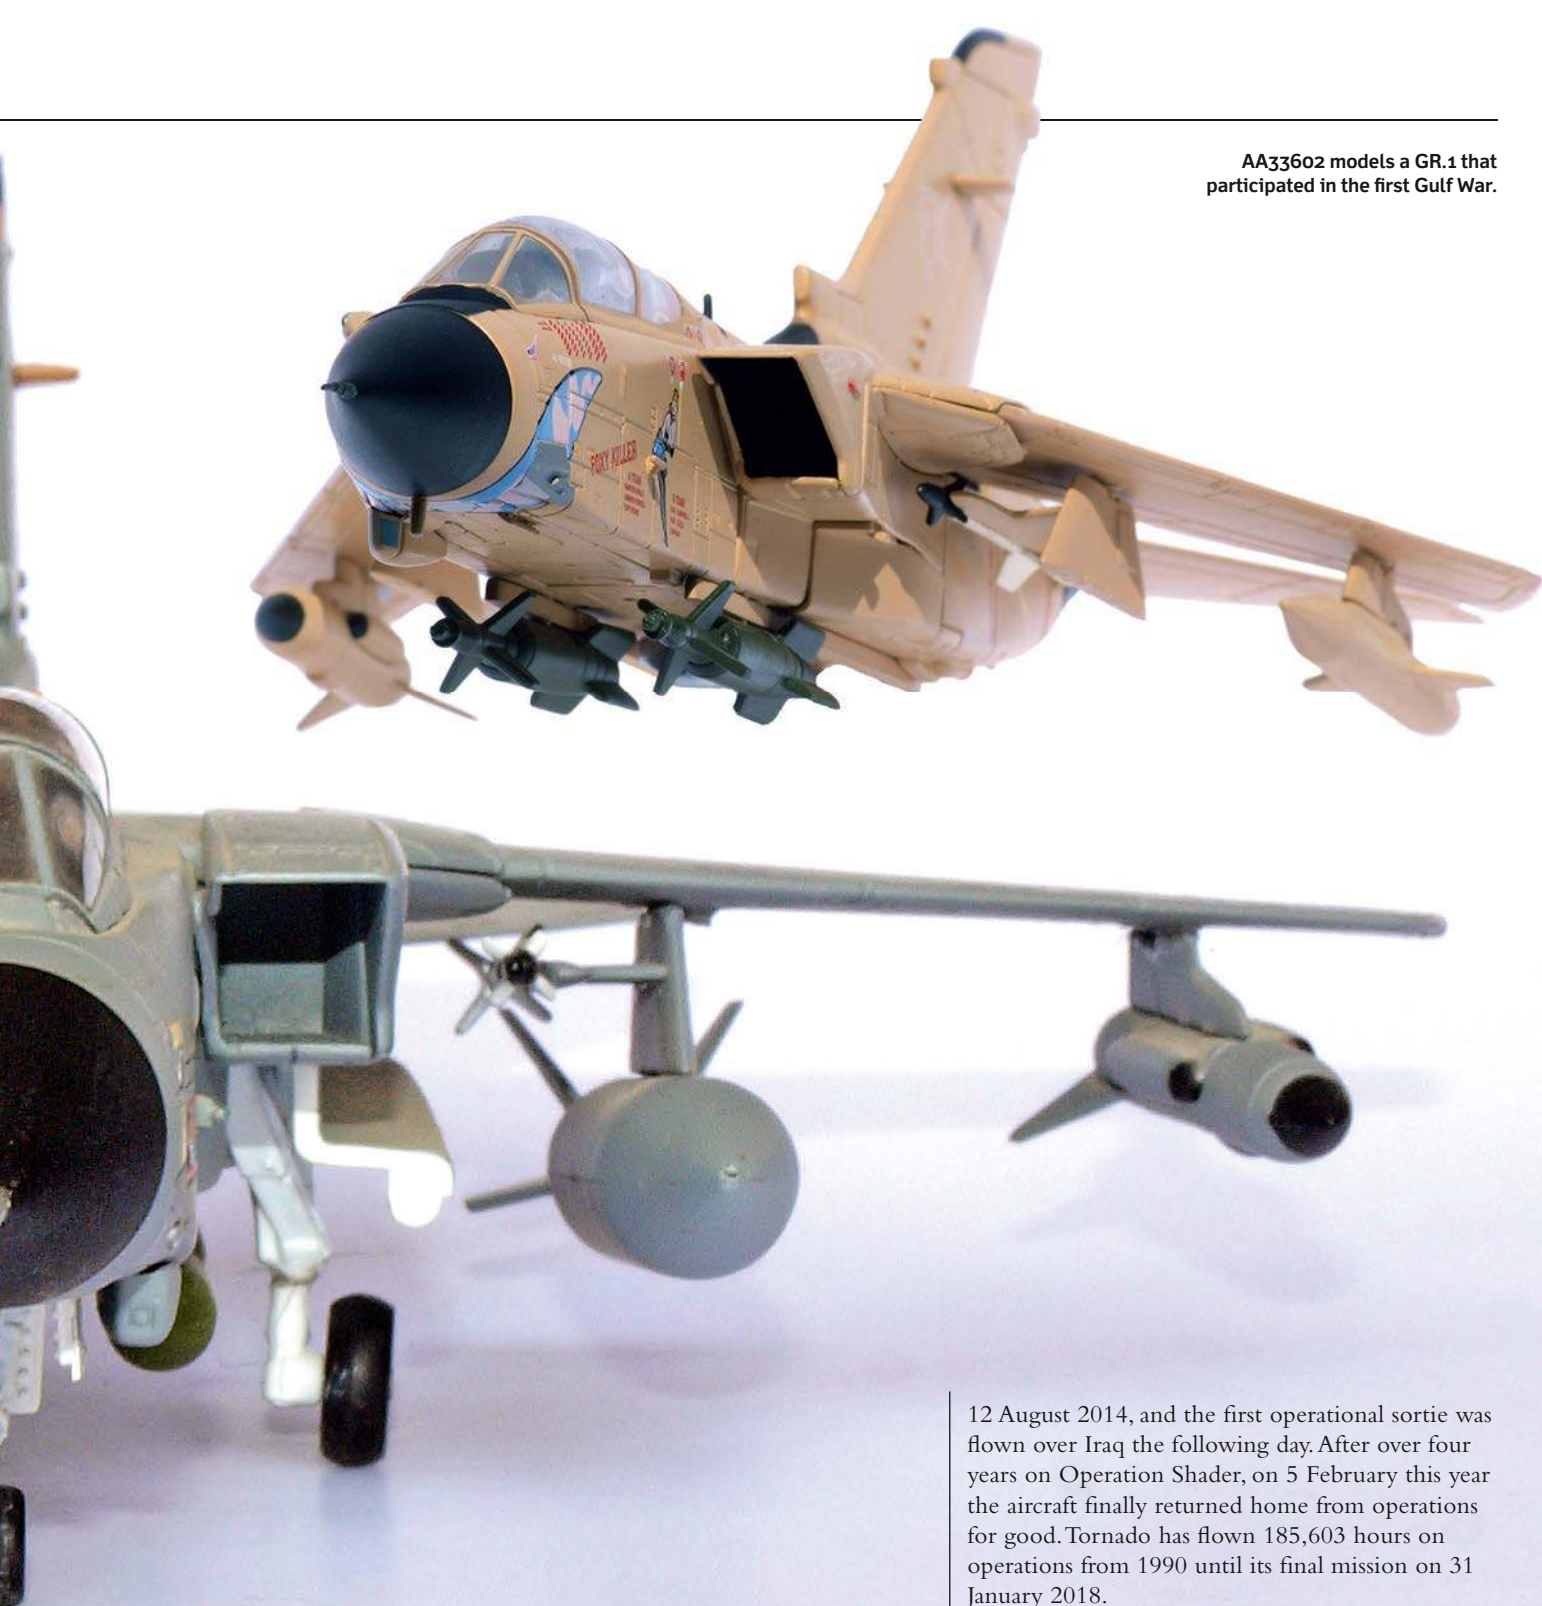 AA33602 models a GR.1 that
participated in the first Gulf War.
FOXY KILLER
12 August 2014, and the first operational sortie was
flown over Iraq the following day. After over four
years on Operation Shader, on 5 February this year
the aircraft finally returned home from operations
for good. Tornado has flown 185,603 hours on
operations from 1990 until its final mission on 31
January 2018.